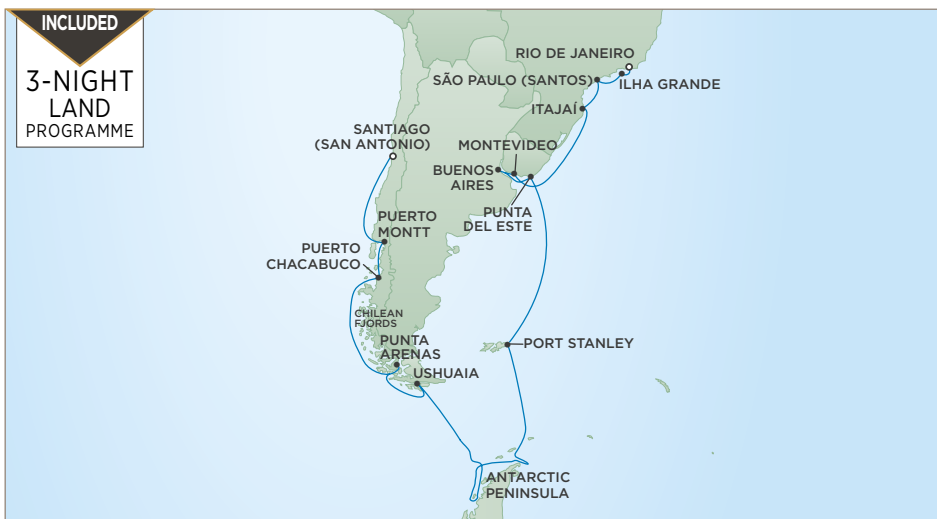 INCLUDED
3-NIGHT
LAND
PROGRAMME
RIO DE JANEIRO
SÃO PAULO (SANTOS)
ILHA GRANDE
ITAJAÍ
SANTIAGO
(SAN ANTONIO)
MONTEVIDEO
BUENOS
AIRES
PUNTA
DEL ESTE
PUERTO
MONTT
PUERTO
CHACABUCO
CHILEAN
FJORDS
PUNTA
ARENAS
PORT STANLEY
USHUAIA
ANTARCTIC
PENINSULA